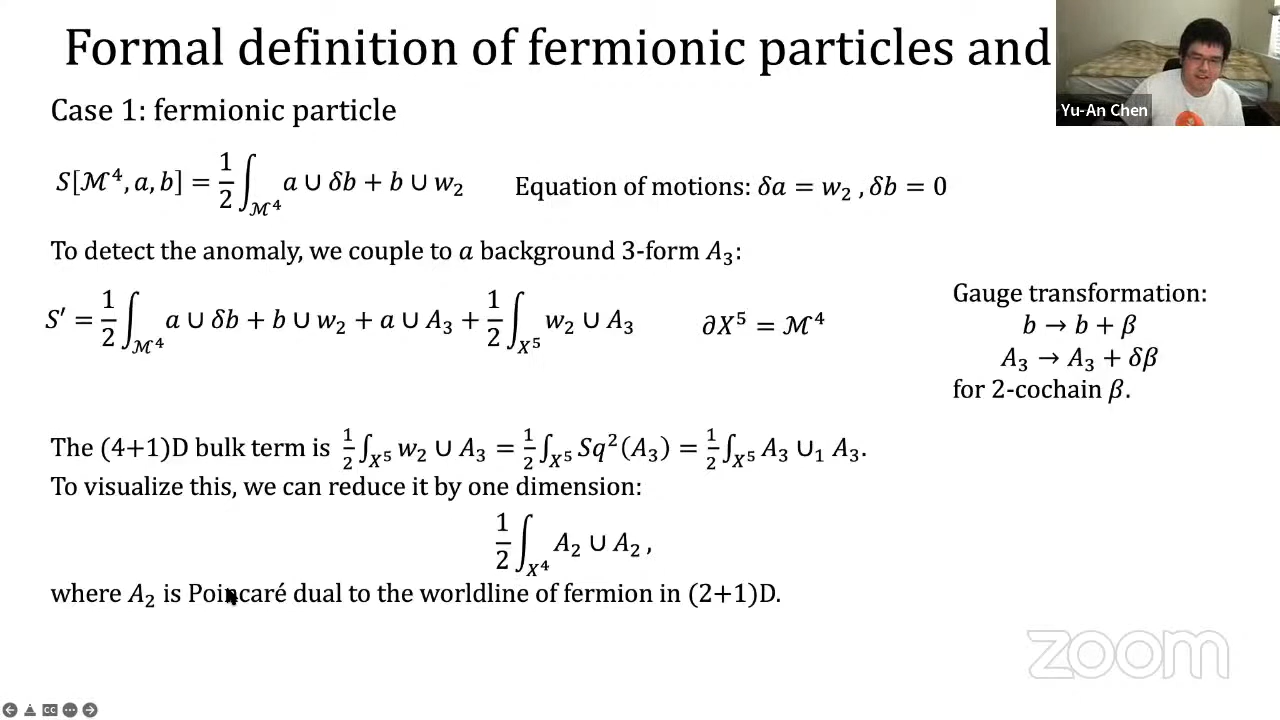 Formal definition of fermionic particles and
Yu-An Chen
Case 1: fermionic particle
S[ℳ⁴, a, b] = 1/2 ∫_ℳ⁴ a ∪ δb + b ∪ w₂
Equation of motions: δa = w₂ , δb = 0
To detect the anomaly, we couple to a background 3-form A₃:
S′ = 1/2 ∫_ℳ⁴ a ∪ δb + b ∪ w₂ + a ∪ A₃ + 1/2 ∫_X⁵ w₂ ∪ A₃
∂X⁵ = ℳ⁴
Gauge transformation:
b → b + β
A₃ → A₃ + δβ
for 2-cochain β.
The (4+1)D bulk term is 1/2 ∫_X⁵ w₂ ∪ A₃ = 1/2 ∫_X⁵ Sq²(A₃) = 1/2 ∫_X⁵ A₃ ∪₁ A₃.
To visualize this, we can reduce it by one dimension:
1/2 ∫_X⁴ A₂ ∪ A₂ ,
where A₂ is Poincaré dual to the worldline of fermion in (2+1)D.
zoom